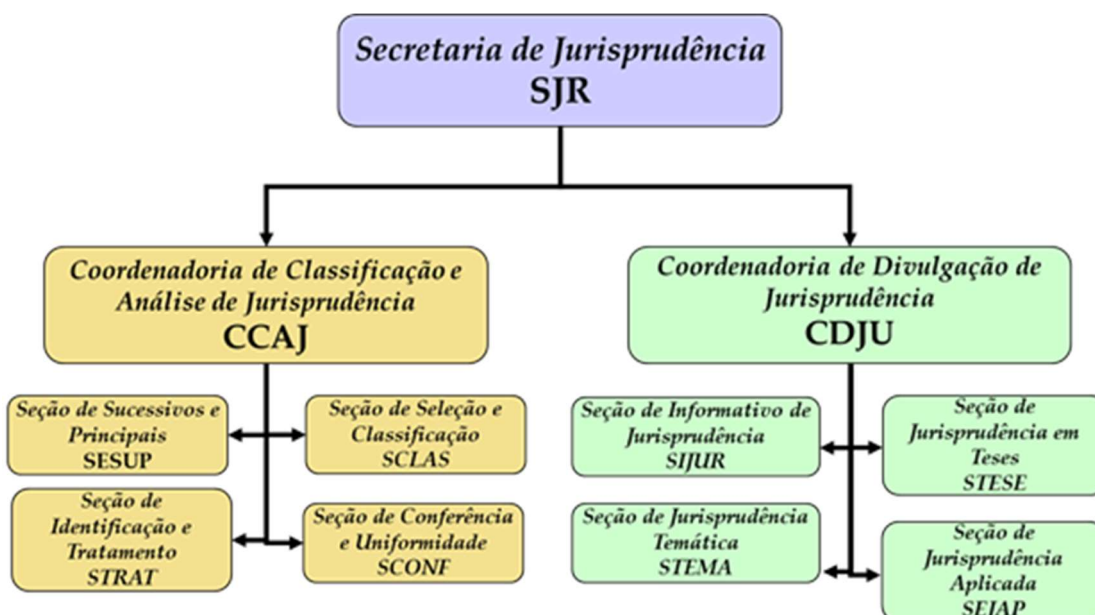 Secretaria de Jurisprudência
SJR
Coordenadoria de Classificação e
Análise de Jurisprudência
CCAJ
Coordenadoria de Divulgação de
Jurisprudência
CDJU
Seção de Sucessivos e
Principais
SESUP
Seção de Seleção e
Classificação
SCLAS
Seção de
Identificação e
Tratamento
STRAT
Seção de Conferência
e Uniformidade
SCONF
Seção de Informativo de
Jurisprudência
SIJUR
Seção de
Jurisprudência em
Teses
STESE
Seção de Jurisprudência
Temática
STEMA
Seção de
Jurisprudência
Aplicada
SEJAP